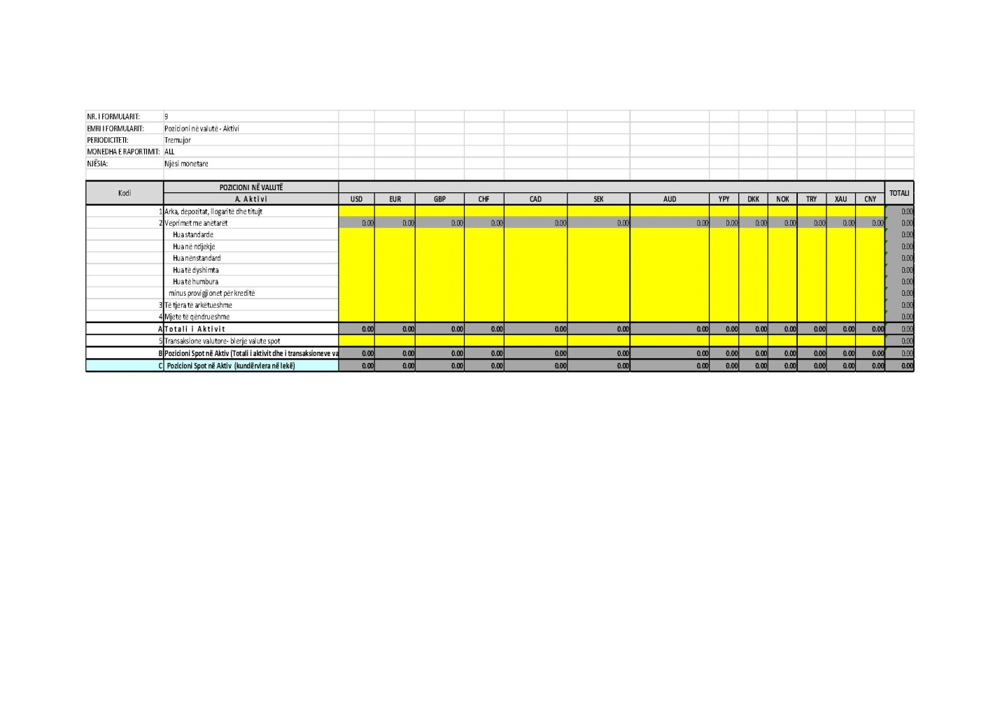 NR. I FORMULARIT: 9
EMRI I FORMULARIT: Pozicioni në valutë - Aktivi
PERIODICITETI: Tremujor
MONEDHA E RAPORTIMIT: ALL
NJËSIA: Njësi monetare
Kodi POZICIONI NË VALUTË TOTALI
A. Aktivi USD EUR GBP CHF CAD SEK AUD YPY DKK NOK TRY XAU CNY
1 Arka, depozitat, llogaritë dhe titujt 0.00
2 Veprimet me anëtarët 0.00 0.00 0.00 0.00 0.00 0.00 0.00 0.00 0.00 0.00 0.00 0.00 0.00 0.00
Hua standarde 0.00
Hua në ndjekje 0.00
Hua nënstandard 0.00
Hua të dyshimta 0.00
Hua të humbura 0.00
minus provigjionet për kreditë 0.00
3 Të tjera të arkëtueshme 0.00
4 Mjete të qëndrueshme 0.00
A Totali i Aktivit 0.00 0.00 0.00 0.00 0.00 0.00 0.00 0.00 0.00 0.00 0.00 0.00 0.00 0.00
5 Transaksione valutore- blerje valute spot 0.00
B Pozicioni Spot në Aktiv (Totali i aktivit dhe i transaksioneve va 0.00 0.00 0.00 0.00 0.00 0.00 0.00 0.00 0.00 0.00 0.00 0.00 0.00 0.00
C Pozicioni Spot në Aktiv (kundërvlera në lekë) 0.00 0.00 0.00 0.00 0.00 0.00 0.00 0.00 0.00 0.00 0.00 0.00 0.00 0.00